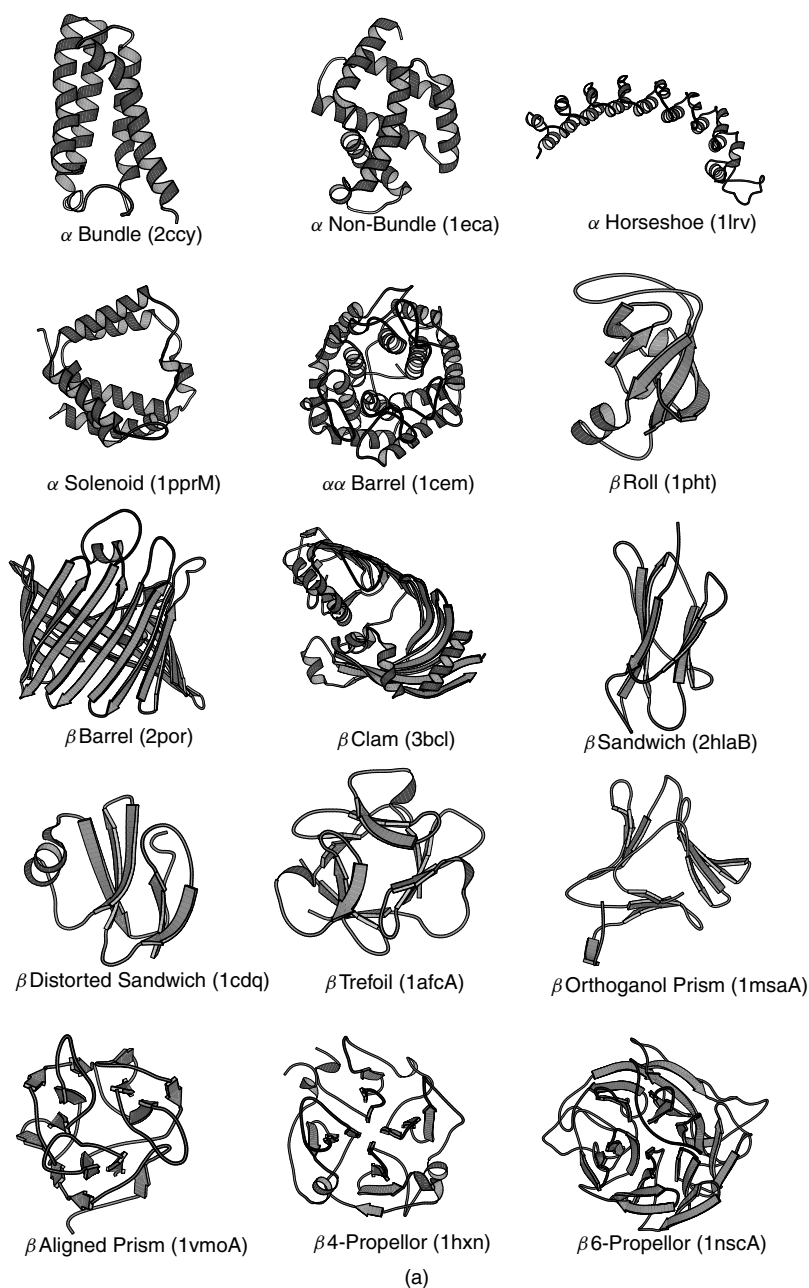 α Bundle (2ccy)
α Non-Bundle (1eca)
α Horseshoe (1lrv)
α Solenoid (1pprM)
αα Barrel (1cem)
β Roll (1pht)
β Barrel (2por)
β Clam (3bcl)
β Sandwich (2hlaB)
β Distorted Sandwich (1cdq)
β Trefoil (1afcA)
β Orthoganol Prism (1msaA)
β Aligned Prism (1vmoA)
β 4-Propellor (1hxn)
β 6-Propellor (1nscA)
(a)